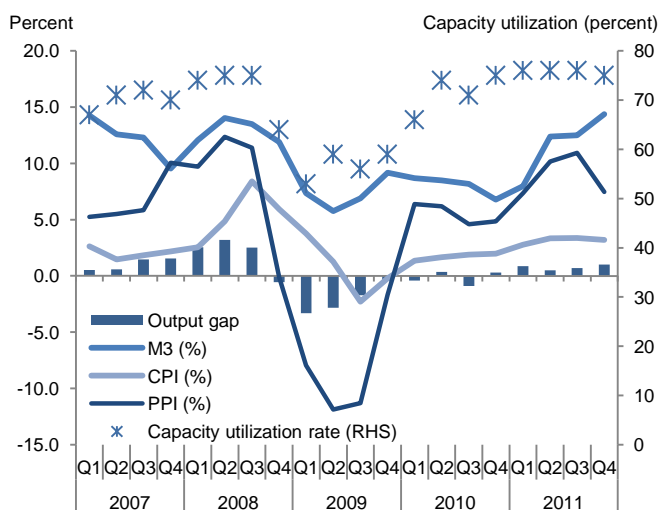 Percent
Capacity utilization (percent)
20.0
15.0
10.0
5.0
0.0
-5.0
-10.0
-15.0
80
70
60
50
40
30
20
10
0
Output gap
M3 (%)
CPI (%)
PPI (%)
Capacity utilization rate (RHS)
Q1 Q2 Q3 Q4 Q1 Q2 Q3 Q4 Q1 Q2 Q3 Q4 Q1 Q2 Q3 Q4 Q1 Q2 Q3 Q4
2007 2008 2009 2010 2011